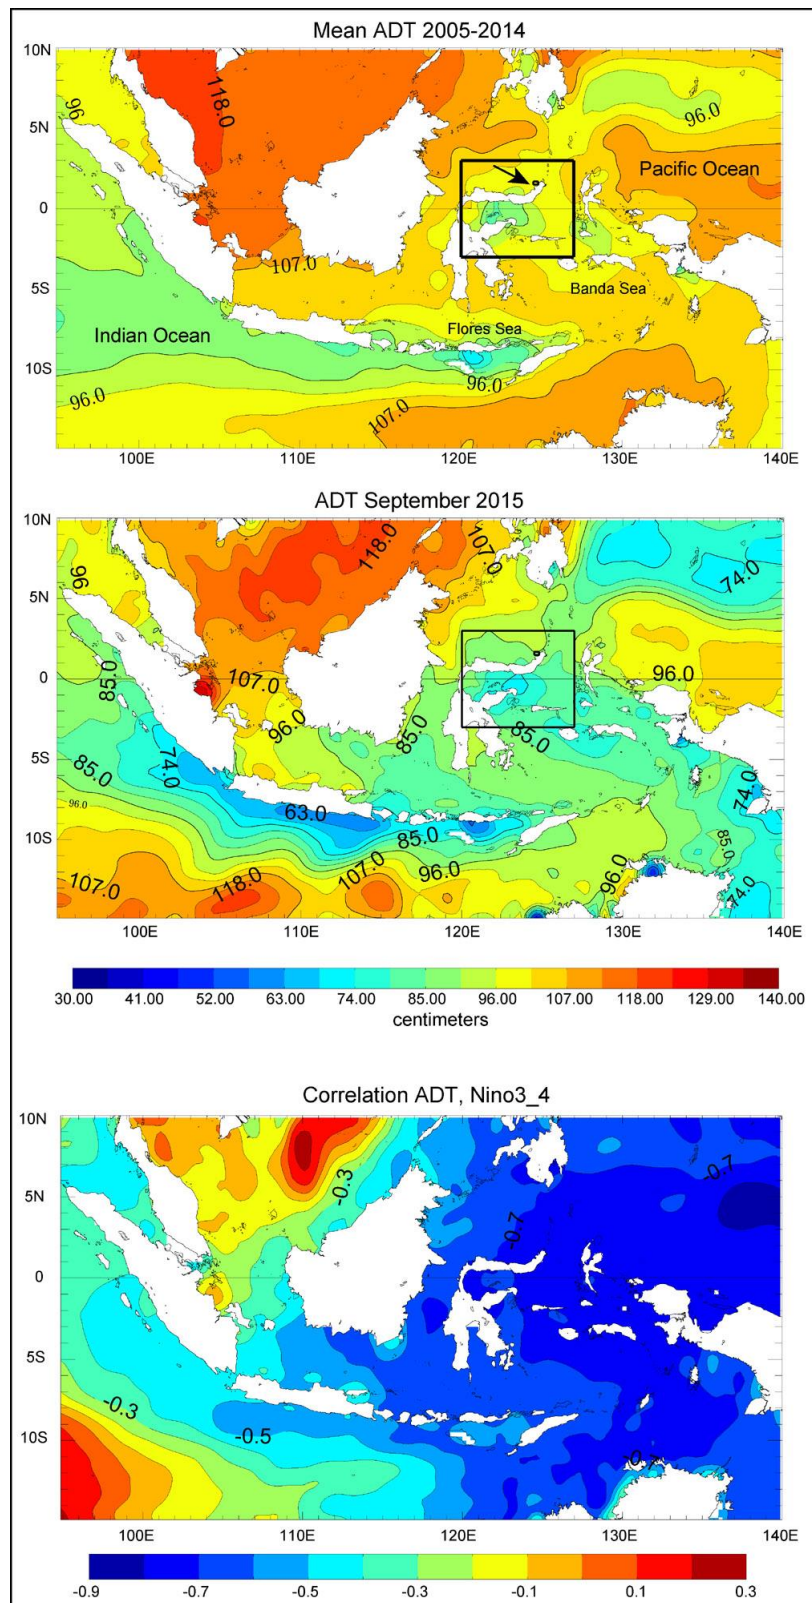 Mean ADT 2005-2014
10N
118.0
96
96.0
5N
Pacific Ocean
0
107.0
5S
Banda Sea
Indian Ocean
Flores Sea
10S
96.0
96.0
107.0
100E 110E 120E 130E 140E
ADT September 2015
10N
118.0
107.0
96
74.0
5N
107.0
96.0
85.0
0
96.0
85.0
85.0
5S
74.0
85.0
74.0
96.0
63.0
85.0
85.0
10S
96.0
96.0
107.0
118.0
107.0
74.0
100E 110E 120E 130E 140E
30.00 41.00 52.00 63.00 74.00 85.00 96.00 107.00 118.00 129.00 140.00
centimeters
Correlation ADT, Nino3_4
10N
-0.3
-0.7
5N
-0.7
0
5S
-0.3
-0.5
10S
100E 110E 120E 130E 140E
-0.9 -0.7 -0.5 -0.3 -0.1 0.1 0.3